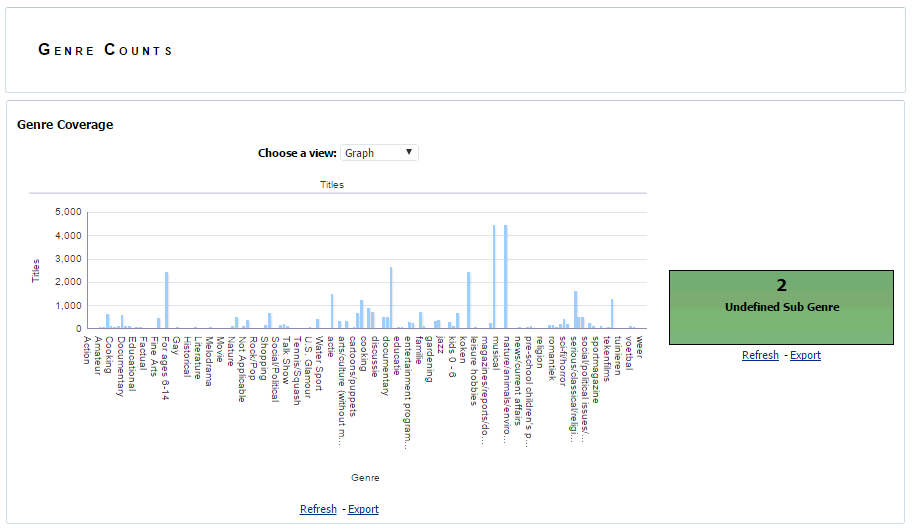 Genre Counts
Genre Coverage
Choose a view: Graph
Titles
Titles
5,000
4,000
3,000
2,000
1,000
0
Action
Amateur
Cooking
Documentary
Educational
Factual
Fine Arts
For ages 6-14
Gay
Historical
Literature
Melodrama
Movie
Nature
Not Applicable
Rock/Pop
Shopping
Social/Political
Talk Show
Tennis/Squash
U.S. Glamour
Water Sport
actie
arts/culture (without m...
cartoons/puppets
cooking
discussie
documentary
educatie
entertainment program...
familie
gardening
jazz
kids 0 - 6
koken
leisure hobbies
magazines/reports/do...
musical
nature/animals/enviro...
news/current affairs
pre-school children's p...
religion
romantiek
sci-fi/horror
serious/classical/religi...
social/political issues/...
sportmagazine
tekenfilms
tuinieren
voetbal
weer
Genre
Refresh - Export
2
Undefined Sub Genre
Refresh - Export